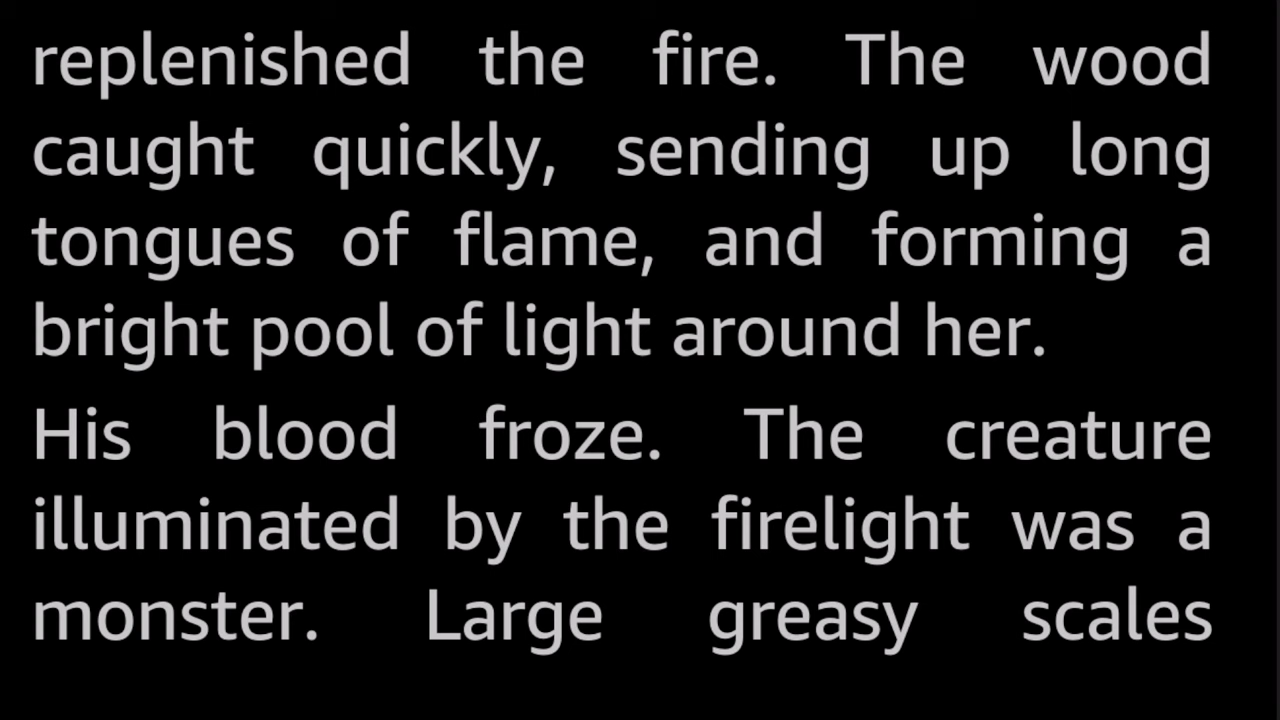 replenished the fire. The wood
caught quickly, sending up long
tongues of flame, and forming a
bright pool of light around her.
His blood froze. The creature
illuminated by the firelight was a
monster. Large greasy scales